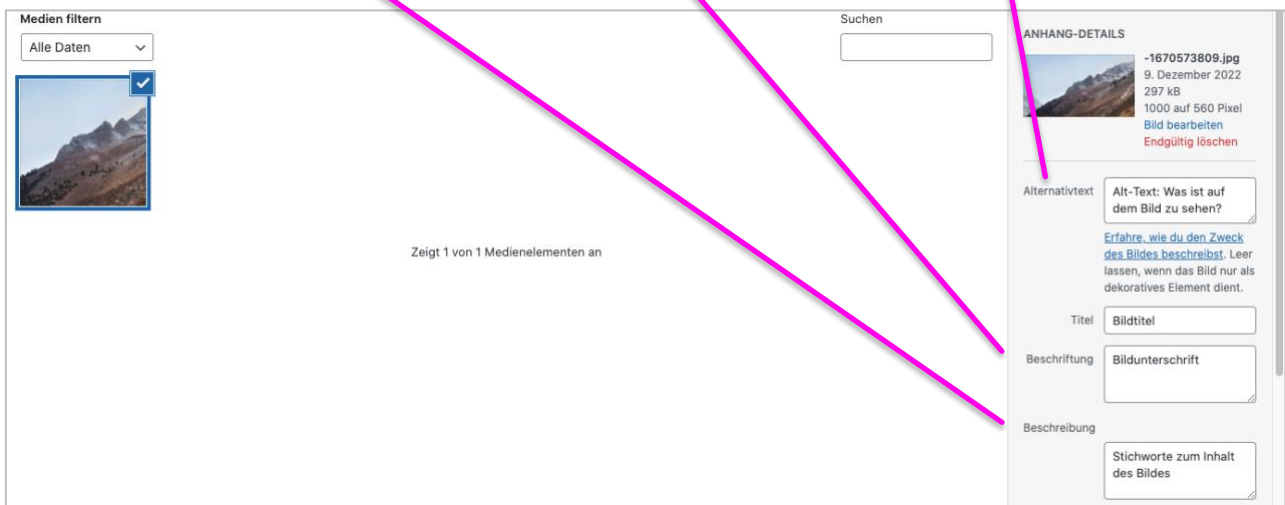 Medien filtern
Alle Daten
Suchen
Zeigt 1 von 1 Medienelementen an
ANHANG-DETAILS
-1670573809.jpg
9. Dezember 2022
297 kB
1000 auf 560 Pixel
Bild bearbeiten
Endgültig löschen
Alternativtext
Alt-Text: Was ist auf
dem Bild zu sehen?
Erfahre, wie du den Zweck
des Bildes beschreibst. Leer
lassen, wenn das Bild nur als
dekoratives Element dient.
Titel
Bildtitel
Beschriftung
Bildunterschrift
Beschreibung
Stichworte zum Inhalt
des Bildes